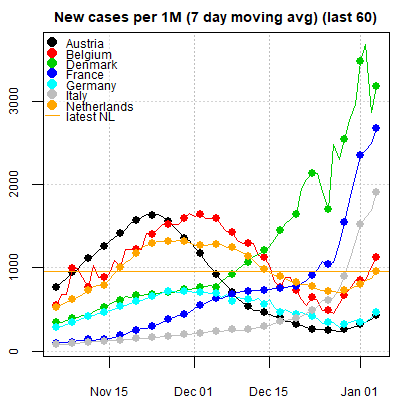 New cases per 1M (7 day moving avg) (last 60)
Austria
Belgium
Denmark
France
Germany
Italy
Netherlands
latest NL
3000
2000
1000
0
Nov 15 Dec 01 Dec 15 Jan 01